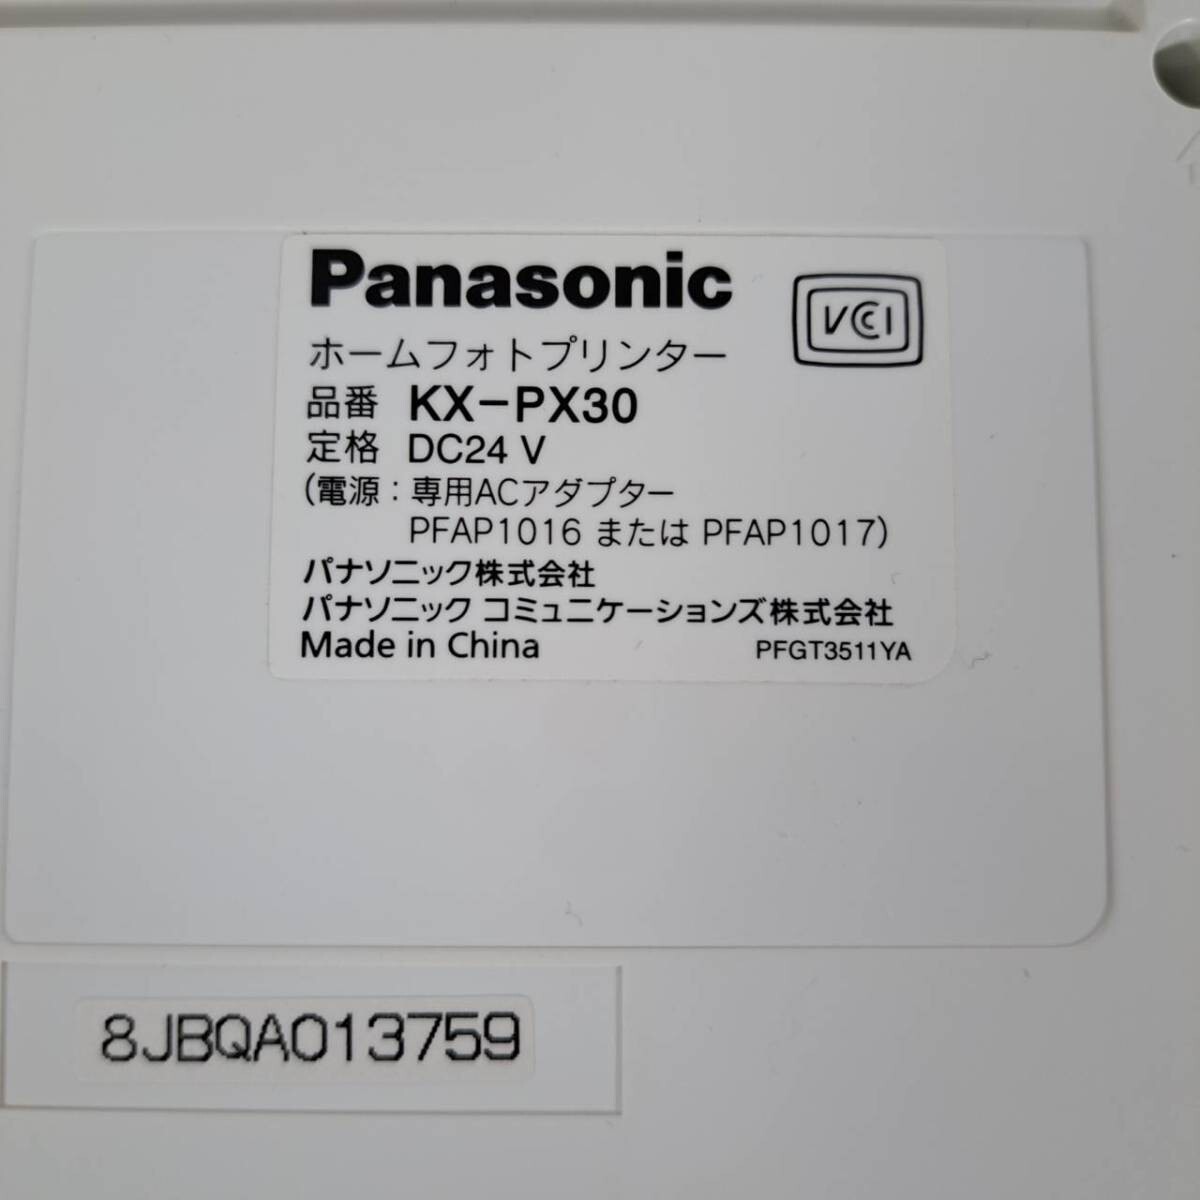 Panasonic
VCCI
ホームフォトプリンター
品番 KX-PX30
定格 DC24 V
(電源:専用ACアダプター
PFAP1016 または PFAP1017)
パナソニック株式会社
パナソニック コミュニケーションズ株式会社
Made in China PFGT3511YA
8JBQA013759